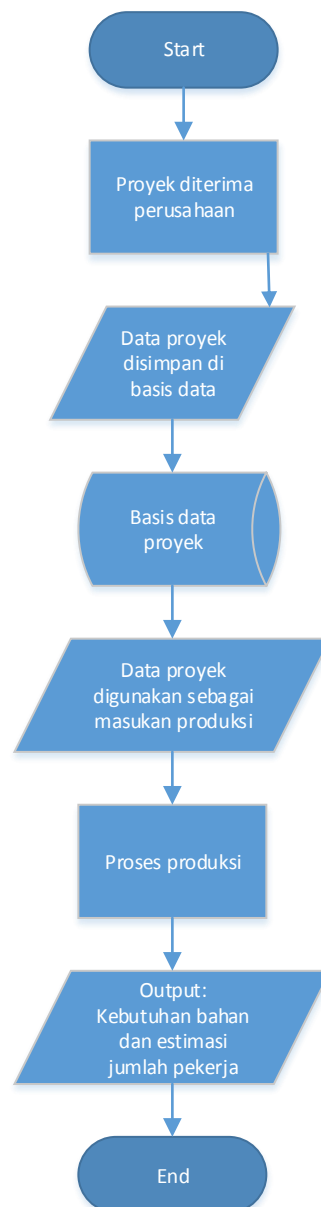 Start
Proyek diterima
perusahaan
Data proyek
disimpan di
basis data
Basis data
proyek
Data proyek
digunakan sebagai
masukan produksi
Proses produksi
Output:
Kebutuhan bahan
dan estimasi
jumlah pekerja
End